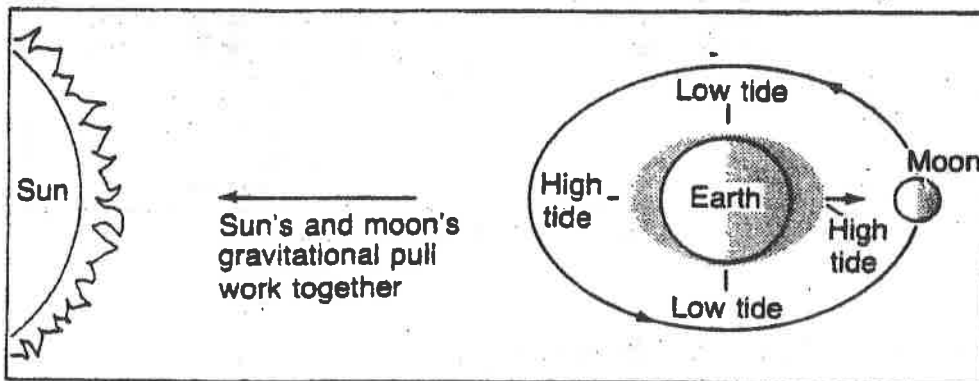 Sun
Sun's and moon's
gravitational pull
work together
Low tide
High
tide
Earth
Moon
High
tide
Low tide